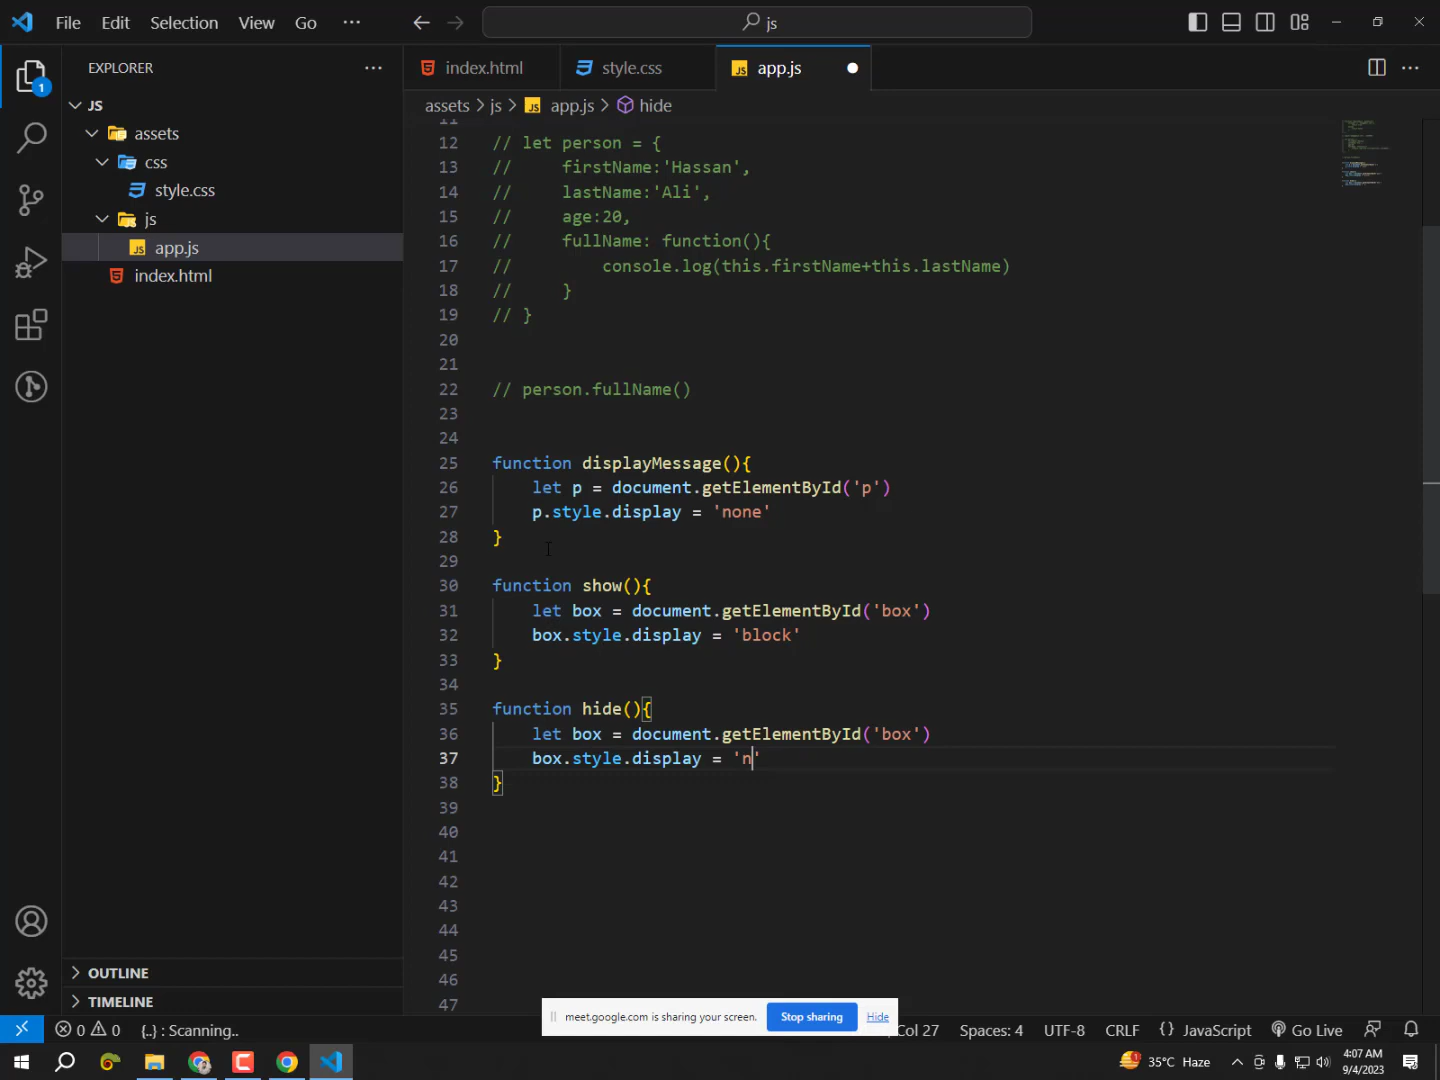 File Edit Selection View Go ···
js
EXPLORER ···
JS
assets
css
style.css
js
app.js
index.html
OUTLINE
TIMELINE
1
index.html style.css app.js
assets > js > app.js > hide
11
12 // let person = {
13 //     firstName:'Hassan',
14 //     lastName:'Ali',
15 //     age:20,
16 //     fullName: function(){
17 //         console.log(this.firstName+this.lastName)
18 //     }
19 // }
20
21
22 // person.fullName()
23
24
25 function displayMessage(){
26     let p = document.getElementById('p')
27     p.style.display = 'none'
28 }
29
30 function show(){
31     let box = document.getElementById('box')
32     box.style.display = 'block'
33 }
34
35 function hide(){
36     let box = document.getElementById('box')
37     box.style.display = 'n'
38 }
39
40
41
42
43
44
45
46
47
meet.google.com is sharing your screen. Stop sharing Hide
0 0 {..} : Scanning.. Col 27 Spaces: 4 UTF-8 CRLF {} JavaScript Go Live
35°C Haze 4:07 AM
9/4/2023